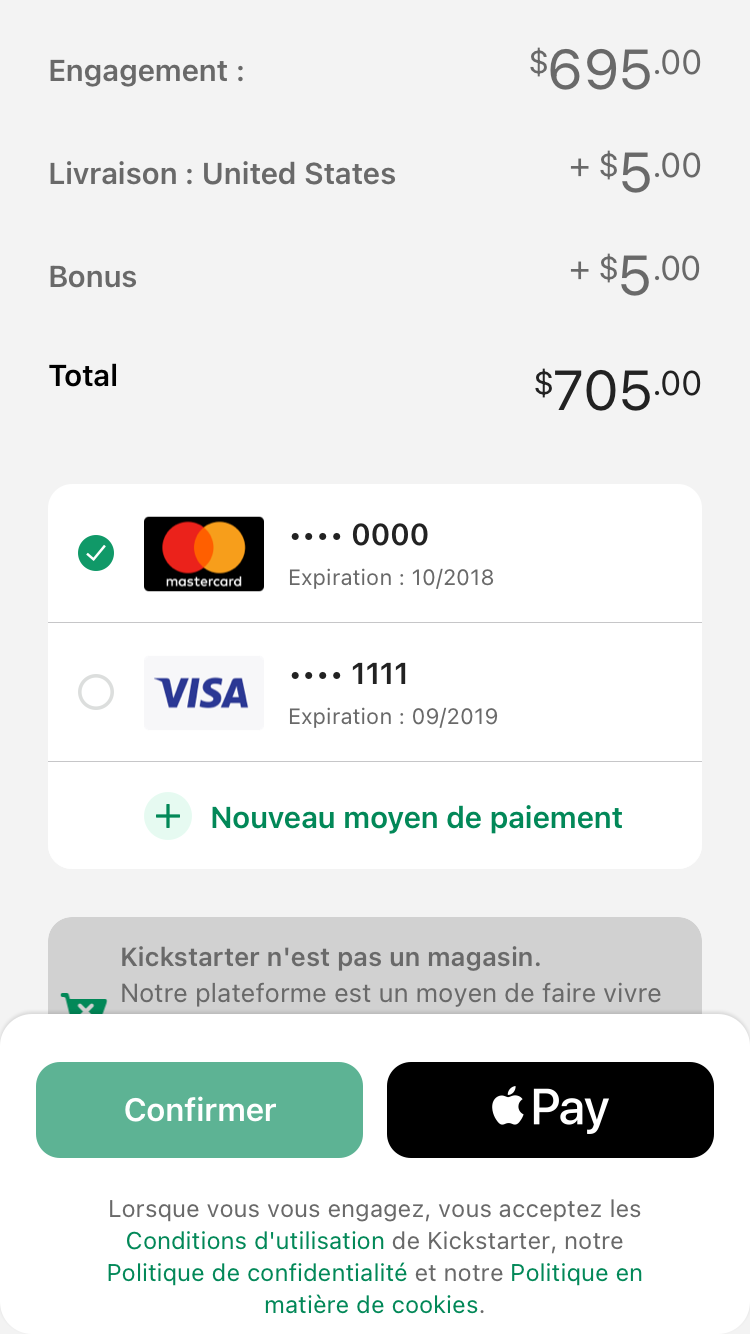 Engagement : $695.00
Livraison : United States + $5.00
Bonus + $5.00
Total $705.00
mastercard
•••• 0000
Expiration : 10/2018
VISA
•••• 1111
Expiration : 09/2019
+ Nouveau moyen de paiement
Kickstarter n'est pas un magasin.
Notre plateforme est un moyen de faire vivre
Confirmer
Pay
Lorsque vous vous engagez, vous acceptez les
Conditions d'utilisation de Kickstarter, notre
Politique de confidentialité et notre Politique en
matière de cookies.